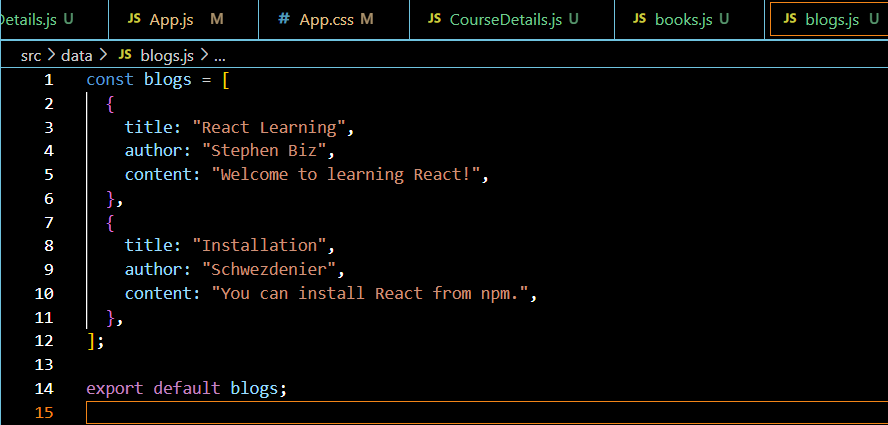 Details.js U JS App.js M # App.css M JS CourseDetails.js U JS books.js U JS blogs.js U
src > data > JS blogs.js > ...
1 const blogs = [
2 {
3 title: "React Learning",
4 author: "Stephen Biz",
5 content: "Welcome to learning React!",
6 },
7 {
8 title: "Installation",
9 author: "Schwezdenier",
10 content: "You can install React from npm.",
11 },
12 ];
13
14 export default blogs;
15